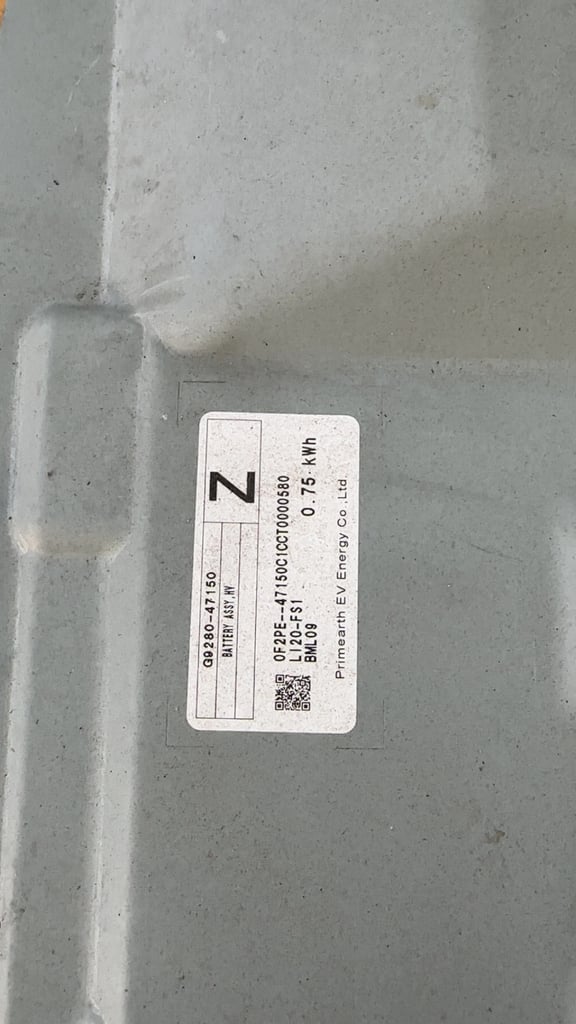 G9280-47150
BATTERY ASSY,HV
Z
0F2PE--47150C1CCT0000580
LI20-FS1
BML09
0.75 kWh
Primearth EV Energy Co.,Ltd.